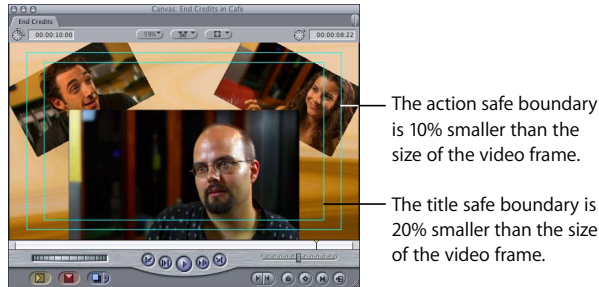 Canvas: End Credits in Cafe
End Credits
00:00:10:00
59%
00:00:08:22
The action safe boundary
is 10% smaller than the
size of the video frame.
The title safe boundary is
20% smaller than the size
of the video frame.